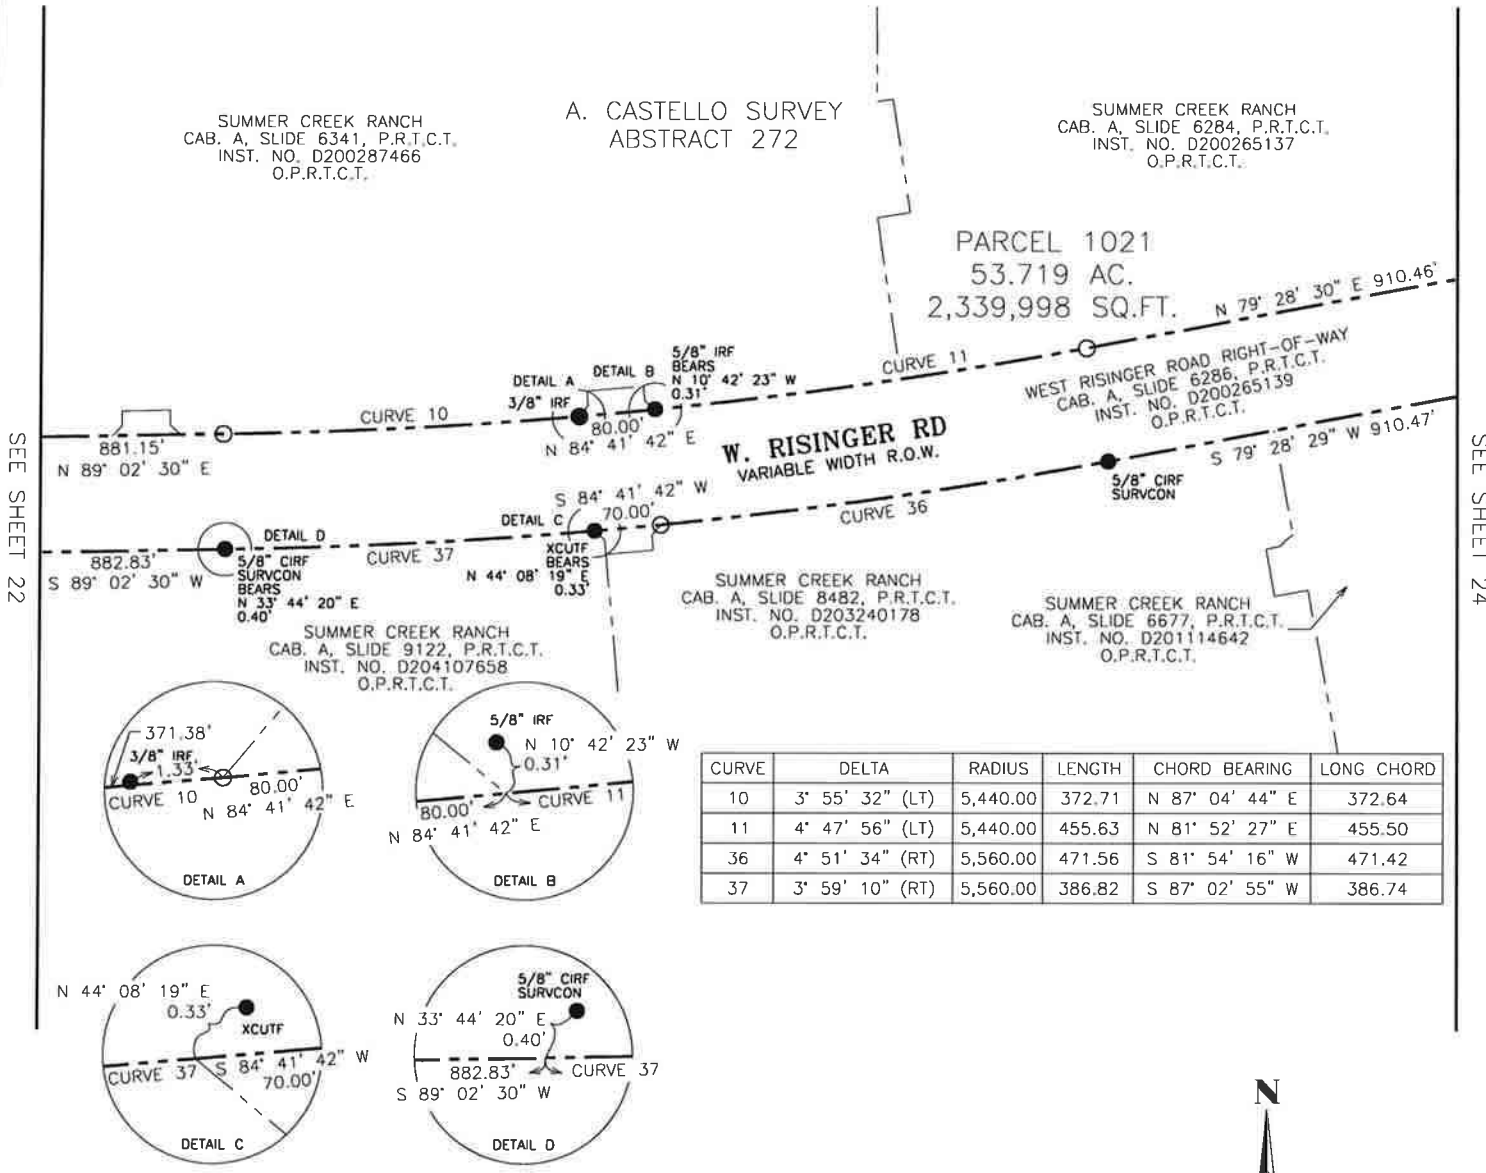 SUMMER CREEK RANCH
CAB. A, SLIDE 6341, P.R.T.C.T.
INST. NO. D200287466
O.P.R.T.C.T.
A. CASTELLO SURVEY
ABSTRACT 272
SUMMER CREEK RANCH
CAB. A, SLIDE 6284, P.R.T.C.T.
INST. NO. D200265137
O.P.R.T.C.T.
PARCEL 1021
53.719 AC.
2,339,998 SQ.FT.
N 79° 28' 30" E 910.46'
CURVE 11
WEST RISINGER ROAD RIGHT-OF-WAY
CAB. A, SLIDE 6286, P.R.T.C.T.
INST. NO. D200265139
O.P.R.T.C.T.
5/8" IRF
BEARS
N 10° 42' 23" W
0.31'
DETAIL B
DETAIL A
3/8" IRF
CURVE 10
80.00'
N 84° 41' 42" E
881.15'
N 89° 02' 30" E
W. RISINGER RD
VARIABLE WIDTH R.O.W.
S 79° 28' 29" W 910.47'
5/8" CIRF
SURVCON
SEE SHEET 22
SEE SHEET 24
S 84° 41' 42" W
70.00'
DETAIL C
CURVE 36
DETAIL D
CURVE 37
882.83'
S 89° 02' 30" W
5/8" CIRF
SURVCON
BEARS
N 33° 44' 20" E
0.40'
XCUTF
BEARS
N 44° 08' 19" E
0.33'
SUMMER CREEK RANCH
CAB. A, SLIDE 8482, P.R.T.C.T.
INST. NO. D203240178
O.P.R.T.C.T.
SUMMER CREEK RANCH
CAB. A, SLIDE 6677, P.R.T.C.T.
INST. NO. D201114642
O.P.R.T.C.T.
SUMMER CREEK RANCH
CAB. A, SLIDE 9122, P.R.T.C.T.
INST. NO. D204107658
O.P.R.T.C.T.
371.38'
3/8" IRF
1.33'
CURVE 10
80.00'
N 84° 41' 42" E
DETAIL A
5/8" IRF
N 10° 42' 23" W
0.31'
80.00'
CURVE 11
N 84° 41' 42" E
DETAIL B
CURVE DELTA RADIUS LENGTH CHORD BEARING LONG CHORD
10 3° 55' 32" (LT) 5,440.00 372.71 N 87° 04' 44" E 372.64
11 4° 47' 56" (LT) 5,440.00 455.63 N 81° 52' 27" E 455.50
36 4° 51' 34" (RT) 5,560.00 471.56 S 81° 54' 16" W 471.42
37 3° 59' 10" (RT) 5,560.00 386.82 S 87° 02' 55" W 386.74
N 44° 08' 19" E
0.33'
XCUTF
CURVE 37
S 84° 41' 42" W
70.00'
DETAIL C
5/8" CIRF
SURVCON
N 33° 44' 20" E
0.40'
882.83'
CURVE 37
S 89° 02' 30" W
DETAIL D
N